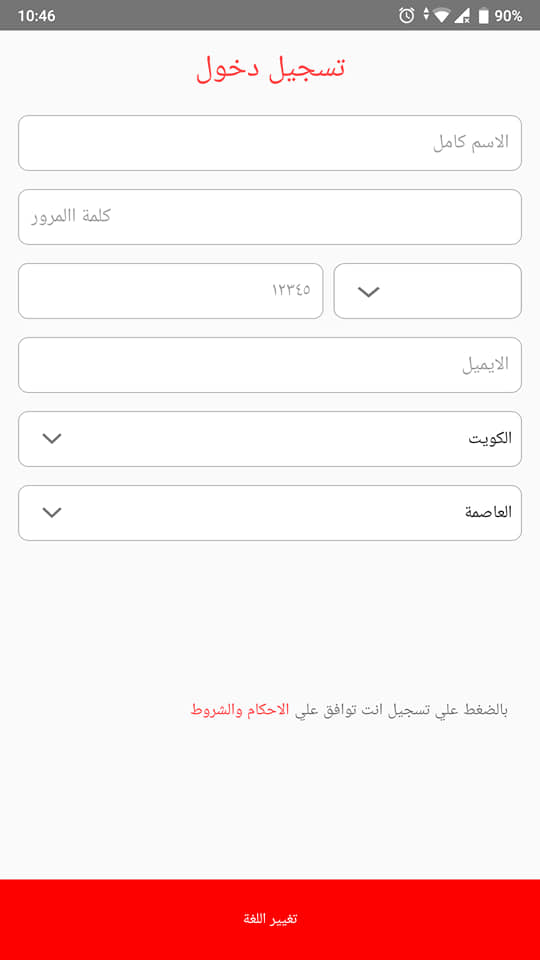 10:46
90%
تسجيل دخول
الاسم كامل
كلمة االمرور
١٢٣٤٥
الايميل
الكويت
العاصمة
بالضغط علي تسجيل انت توافق علي الاحكام والشروط
تغيير اللغة